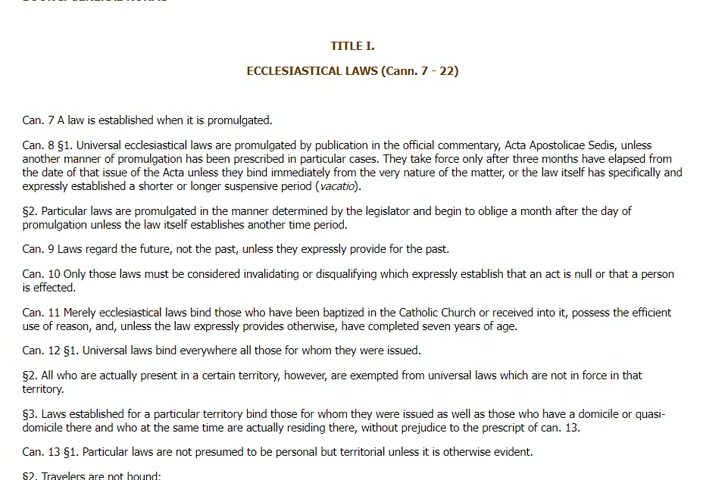 TITLE I.
ECCLESIASTICAL LAWS (Cann. 7 - 22)
Can. 7 A law is established when it is promulgated.
Can. 8 §1. Universal ecclesiastical laws are promulgated by publication in the official commentary, Acta Apostolicae Sedis, unless
another manner of promulgation has been prescribed in particular cases. They take force only after three months have elapsed from
the date of that issue of the Acta unless they bind immediately from the very nature of the matter, or the law itself has specifically and
expressly established a shorter or longer suspensive period (vacatio).
§2. Particular laws are promulgated in the manner determined by the legislator and begin to oblige a month after the day of
promulgation unless the law itself establishes another time period.
Can. 9 Laws regard the future, not the past, unless they expressly provide for the past.
Can. 10 Only those laws must be considered invalidating or disqualifying which expressly establish that an act is null or that a person
is effected.
Can. 11 Merely ecclesiastical laws bind those who have been baptized in the Catholic Church or received into it, possess the efficient
use of reason, and, unless the law expressly provides otherwise, have completed seven years of age.
Can. 12 §1. Universal laws bind everywhere all those for whom they were issued.
§2. All who are actually present in a certain territory, however, are exempted from universal laws which are not in force in that
territory.
§3. Laws established for a particular territory bind those for whom they were issued as well as those who have a domicile or quasi-
domicile there and who at the same time are actually residing there, without prejudice to the prescript of can. 13.
Can. 13 §1. Particular laws are not presumed to be personal but territorial unless it is otherwise evident.
§2. Travelers are not bound: